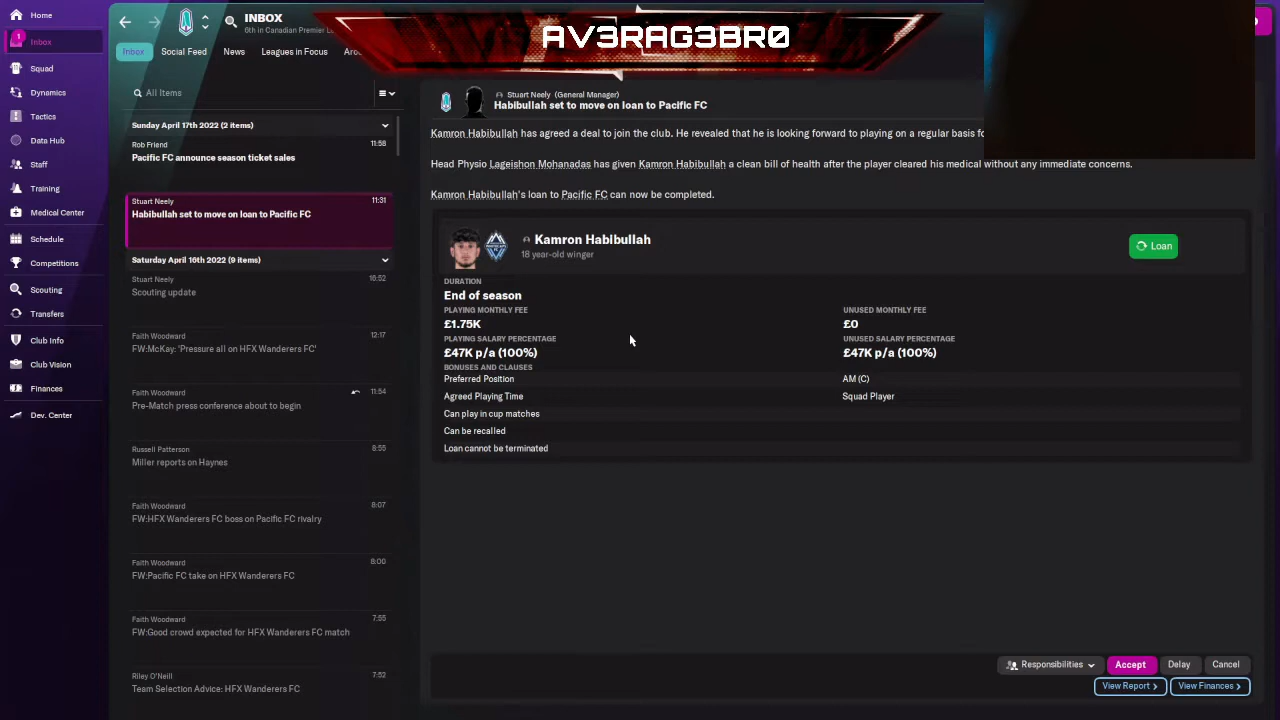 Home
1
Inbox
Squad
Dynamics
Tactics
Data Hub
Staff
Training
Medical Center
Schedule
Competitions
Scouting
Transfers
Club Info
Club Vision
Finances
Dev. Center
INBOX
6th in Canadian Premier L
AV3RAG3BR0
Inbox
Social Feed
News
Leagues in Focus
All Items
Sunday April 17th 2022 (2 items)
Rob Friend 11:58
Pacific FC announce season ticket sales
Stuart Neely 11:31
Habibullah set to move on loan to Pacific FC
Saturday April 16th 2022 (9 items)
Stuart Neely
Scouting update
Faith Woodward 12:17
FW:McKay: 'Pressure all on HFX Wanderers FC'
Faith Woodward 11:54
Pre-Match press conference about to begin
Russell Patterson 8:55
Miller reports on Haynes
Faith Woodward 8:07
FW:HFX Wanderers FC boss on Pacific FC rivalry
Faith Woodward 8:00
FW:Pacific FC take on HFX Wanderers FC
Faith Woodward 7:55
FW:Good crowd expected for HFX Wanderers FC match
Riley O'Neill 7:52
Team Selection Advice: HFX Wanderers FC
Stuart Neely (General Manager)
Habibullah set to move on loan to Pacific FC
Kamron Habibullah has agreed a deal to join the club. He revealed that he is looking forward to playing on a regular basis fo
Head Physio Lageishon Mohanadas has given Kamron Habibullah a clean bill of health after the player cleared his medical without any immediate concerns.
Kamron Habibullah's loan to Pacific FC can now be completed.
Kamron Habibullah
18 year-old winger
Loan
DURATION
End of season
PLAYING MONTHLY FEE UNUSED MONTHLY FEE
£1.75K £0
PLAYING SALARY PERCENTAGE UNUSED SALARY PERCENTAGE
£47K p/a (100%) £47K p/a (100%)
BONUSES AND CLAUSES
Preferred Position AM (C)
Agreed Playing Time Squad Player
Can play in cup matches
Can be recalled
Loan cannot be terminated
Responsibilities Accept Delay Cancel
View Report View Finances